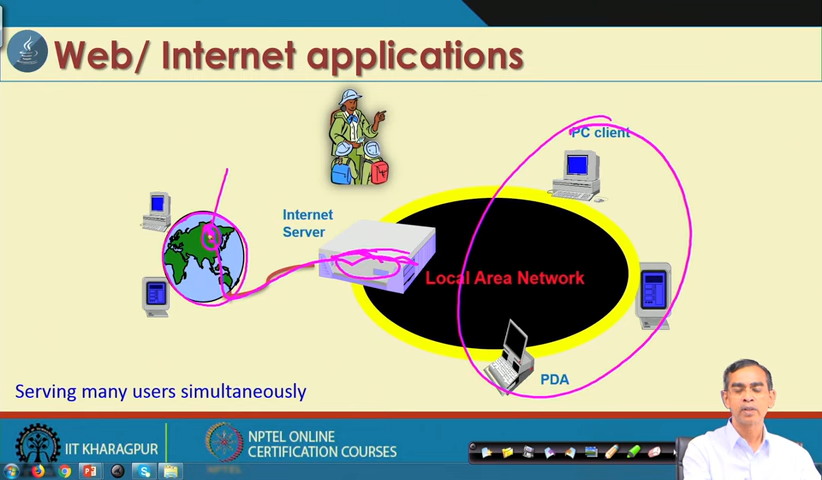 Web/ Internet applications
PC client
Internet
Server
Local Area Network
PDA
Serving many users simultaneously
IIT KHARAGPUR
NPTEL ONLINE
CERTIFICATION COURSES
NPTEL